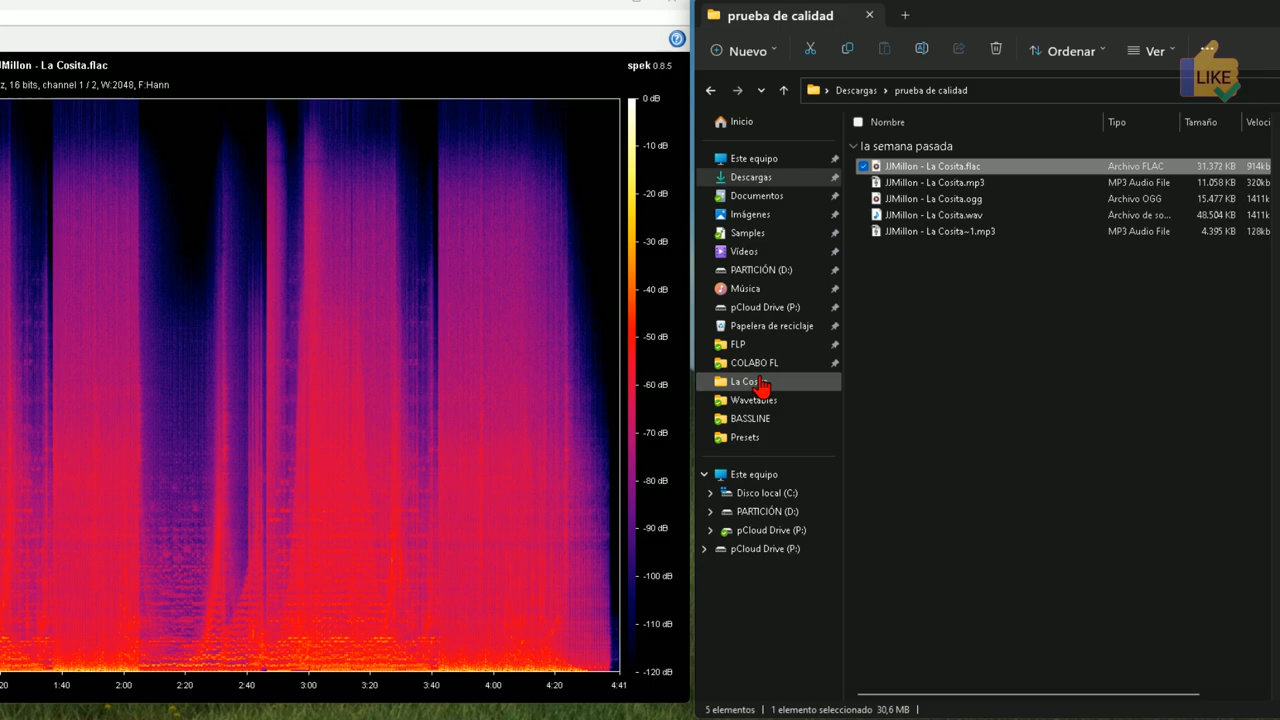 JJMillon - La Cosita.flac
spek 0.8.5
z, 16 bits, channel 1 / 2, W:2048, F:Hann
0 dB
-10 dB
-20 dB
-30 dB
-40 dB
-50 dB
-60 dB
-70 dB
-80 dB
-90 dB
-100 dB
-110 dB
-120 dB
20 1:40 2:00 2:20 2:40 3:00 3:20 3:40 4:00 4:20 4:41
prueba de calidad
Nuevo
Ordenar
Ver
LIKE
Descargas prueba de calidad
Inicio
Este equipo
Descargas
Documentos
Imágenes
Samples
Vídeos
PARTICIÓN (D:)
Música
pCloud Drive (P:)
Papelera de reciclaje
FLP
COLABO FL
La Cos
Wavetables
BASSLINE
Presets
Este equipo
Disco local (C:)
PARTICIÓN (D:)
pCloud Drive (P:)
pCloud Drive (P:)
Nombre Tipo Tamaño Veloci
la semana pasada
JJMillon - La Cosita.flac Archivo FLAC 31.372 KB 914kb
JJMillon - La Cosita.mp3 MP3 Audio File 11.058 KB 320kb
JJMillon - La Cosita.ogg Archivo OGG 15.477 KB 1411k
JJMillon - La Cosita.wav Archivo de so... 48.504 KB 1411k
JJMillon - La Cosita~1.mp3 MP3 Audio File 4.395 KB 128kb
5 elementos 1 elemento seleccionado 30,6 MB